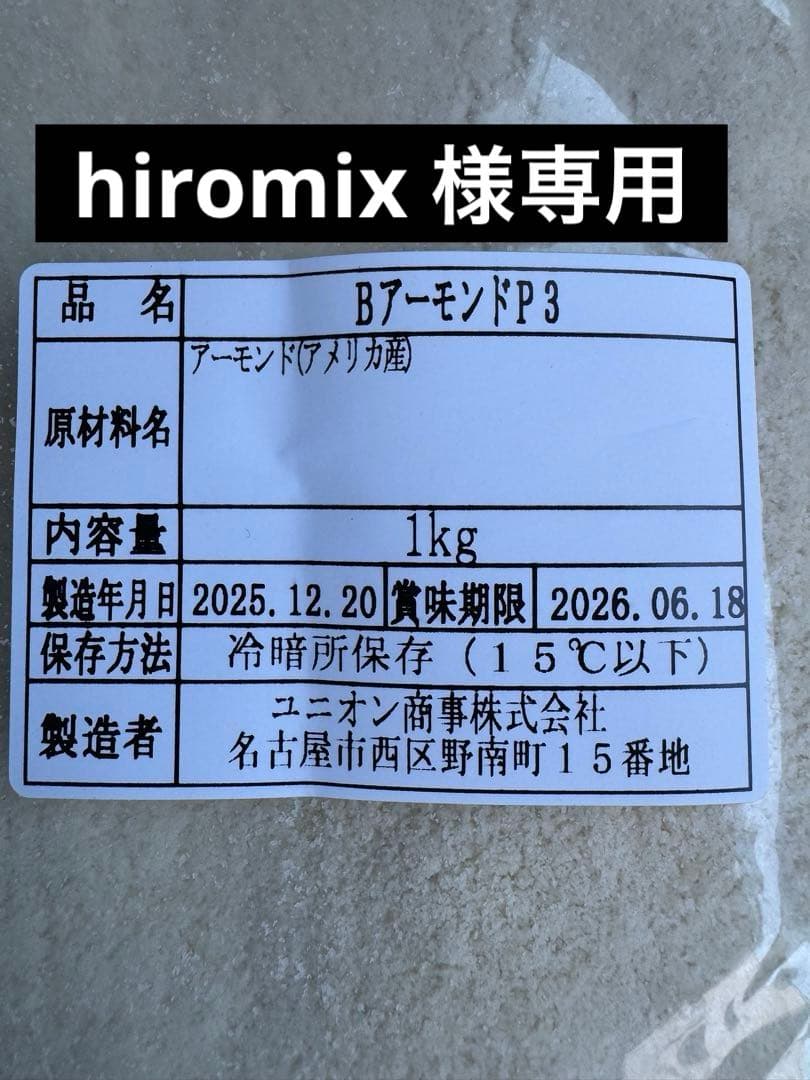 hiromix 様専用
品名 BアーモンドP3
原材料名 アーモンド(アメリカ産)
内容量 1kg
製造年月日 2025.12.20 賞味期限 2026.06.18
保存方法 冷暗所保存（１５℃以下）
製造者 ユニオン商事株式会社
名古屋市西区野南町１５番地